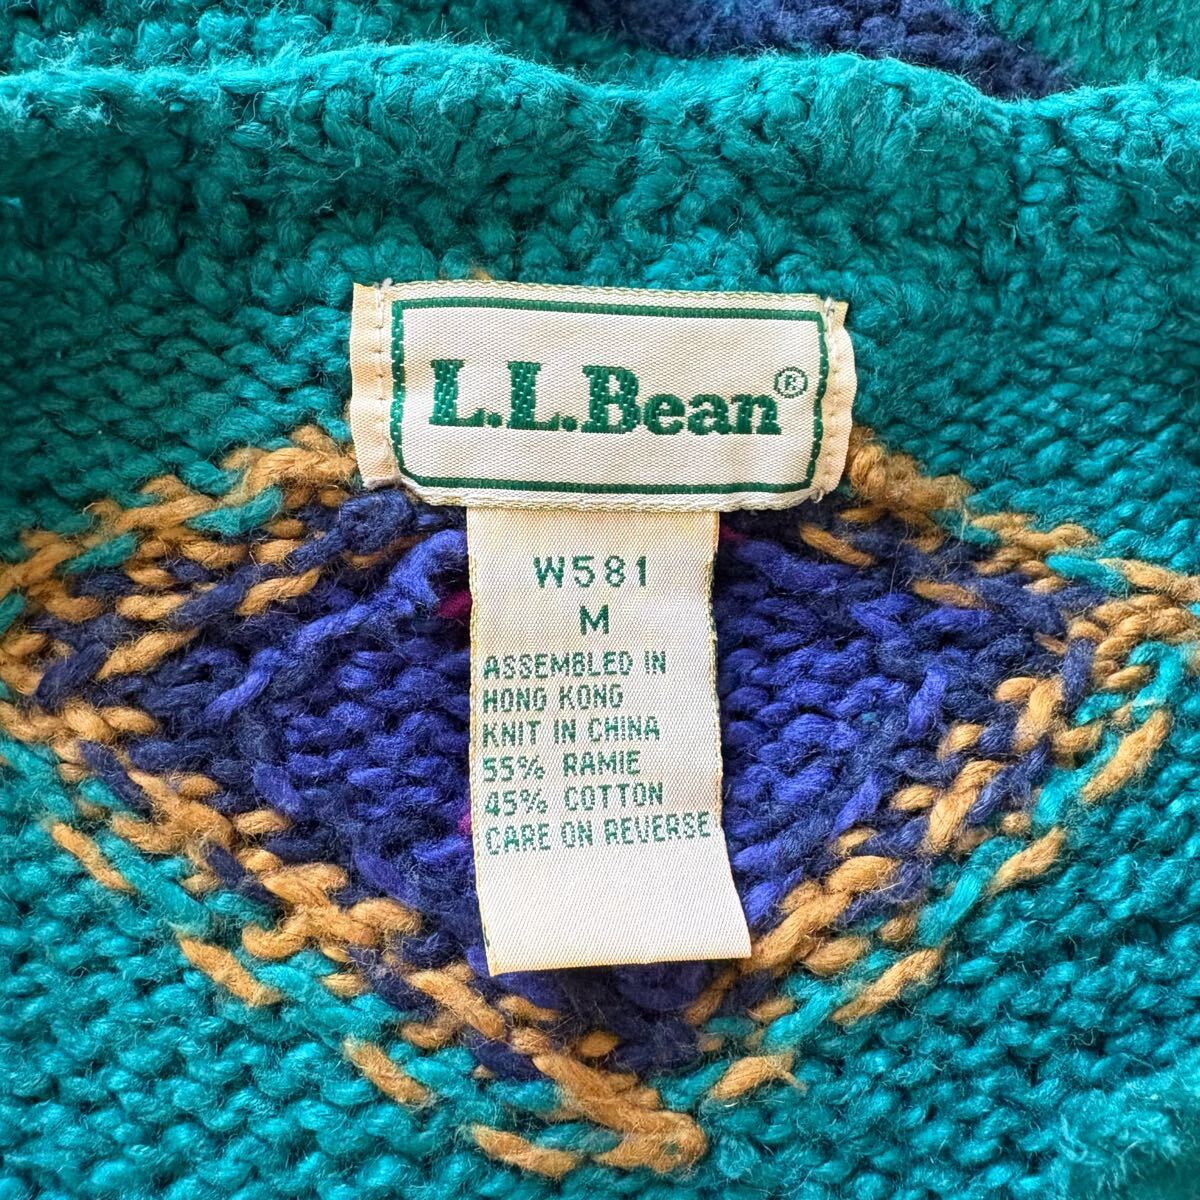 L.L.Bean®
W581
M
ASSEMBLED IN
HONG KONG
KNIT IN CHINA
55% RAMIE
45% COTTON
CARE ON REVERSE